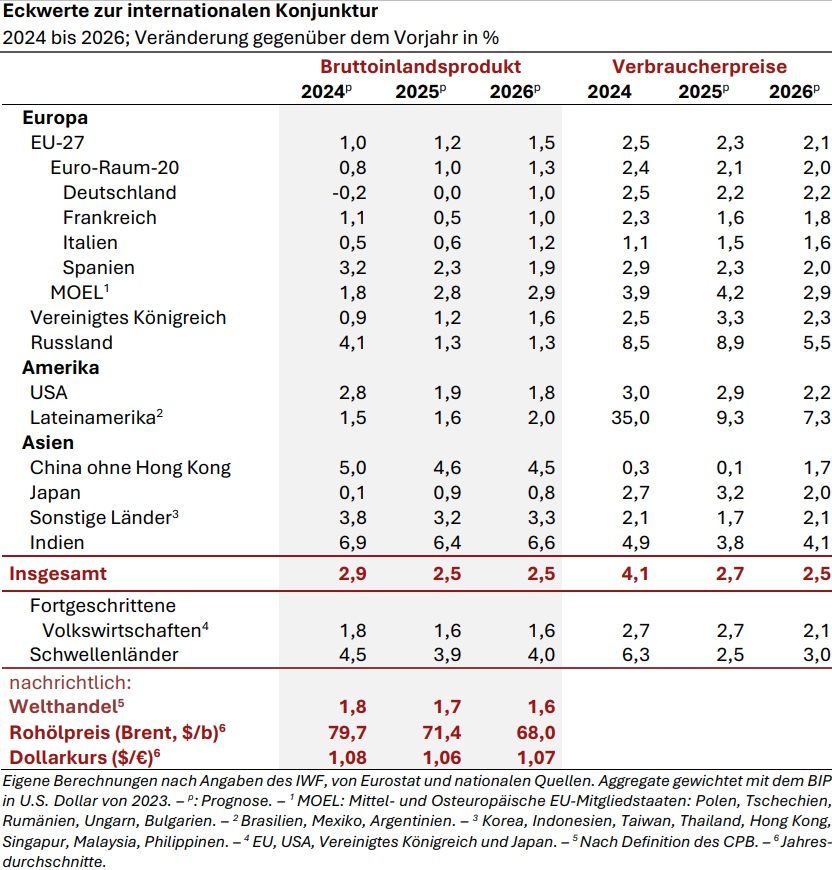 Eckwerte zur internationalen Konjunktur
2024 bis 2026; Veränderung gegenüber dem Vorjahr in %
Bruttoinlandsprodukt Verbraucherpreise
2024ᵖ 2025ᵖ 2026ᵖ 2024 2025ᵖ 2026ᵖ
Europa
EU-27 1,0 1,2 1,5 2,5 2,3 2,1
Euro-Raum-20 0,8 1,0 1,3 2,4 2,1 2,0
Deutschland -0,2 0,0 1,0 2,5 2,2 2,2
Frankreich 1,1 0,5 1,0 2,3 1,6 1,8
Italien 0,5 0,6 1,2 1,1 1,5 1,6
Spanien 3,2 2,3 1,9 2,9 2,3 2,0
MOEL¹ 1,8 2,8 2,9 3,9 4,2 2,9
Vereinigtes Königreich 0,9 1,2 1,6 2,5 3,3 2,3
Russland 4,1 1,3 1,3 8,5 8,9 5,5
Amerika
USA 2,8 1,9 1,8 3,0 2,9 2,2
Lateinamerika² 1,5 1,6 2,0 35,0 9,3 7,3
Asien
China ohne Hong Kong 5,0 4,6 4,5 0,3 0,1 1,7
Japan 0,1 0,9 0,8 2,7 3,2 2,0
Sonstige Länder³ 3,8 3,2 3,3 2,1 1,7 2,1
Indien 6,9 6,4 6,6 4,9 3,8 4,1
Insgesamt 2,9 2,5 2,5 4,1 2,7 2,5
Fortgeschrittene
Volkswirtschaften⁴ 1,8 1,6 1,6 2,7 2,7 2,1
Schwellenländer 4,5 3,9 4,0 6,3 2,5 3,0
nachrichtlich:
Welthandel⁵ 1,8 1,7 1,6
Rohölpreis (Brent, $/b)⁶ 79,7 71,4 68,0
Dollarkurs ($/€)⁶ 1,08 1,06 1,07
Eigene Berechnungen nach Angaben des IWF, von Eurostat und nationalen Quellen. Aggregate gewichtet mit dem BIP
in U.S. Dollar von 2023. – ᵖ: Prognose. – ¹ MOEL: Mittel- und Osteuropäische EU-Mitgliedstaaten: Polen, Tschechien,
Rumänien, Ungarn, Bulgarien. – ² Brasilien, Mexiko, Argentinien. – ³ Korea, Indonesien, Taiwan, Thailand, Hong Kong,
Singapur, Malaysia, Philippinen. – ⁴ EU, USA, Vereinigtes Königreich und Japan. – ⁵ Nach Definition des CPB. – ⁶ Jahres-
durchschnitte.